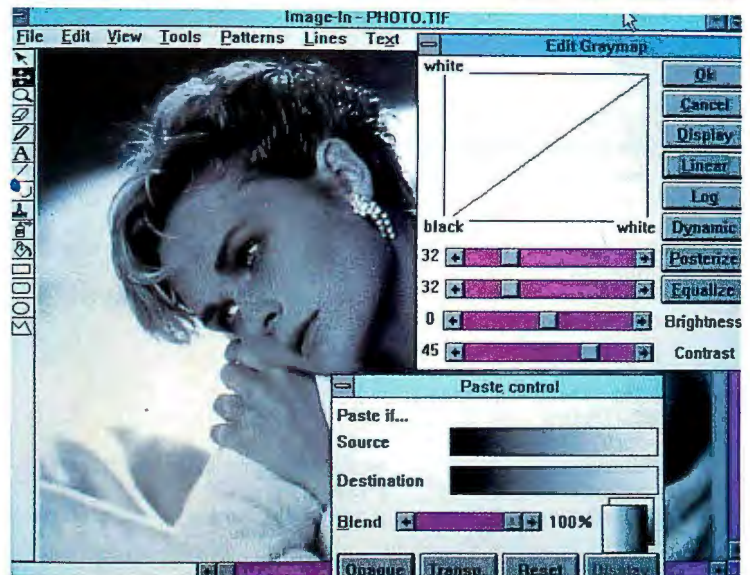 Image-In - PHOTO.TIF
File Edit View Tools Patterns Lines Text
Edit Graymap
white
Ok
Cancel
Display
Linear
Log
black white
Dynamic
32
Posterize
32
Equalize
0 Brightness
45 Contrast
Paste control
Paste if...
Source
Destination
Blend 100%
Opaque Transp Reset